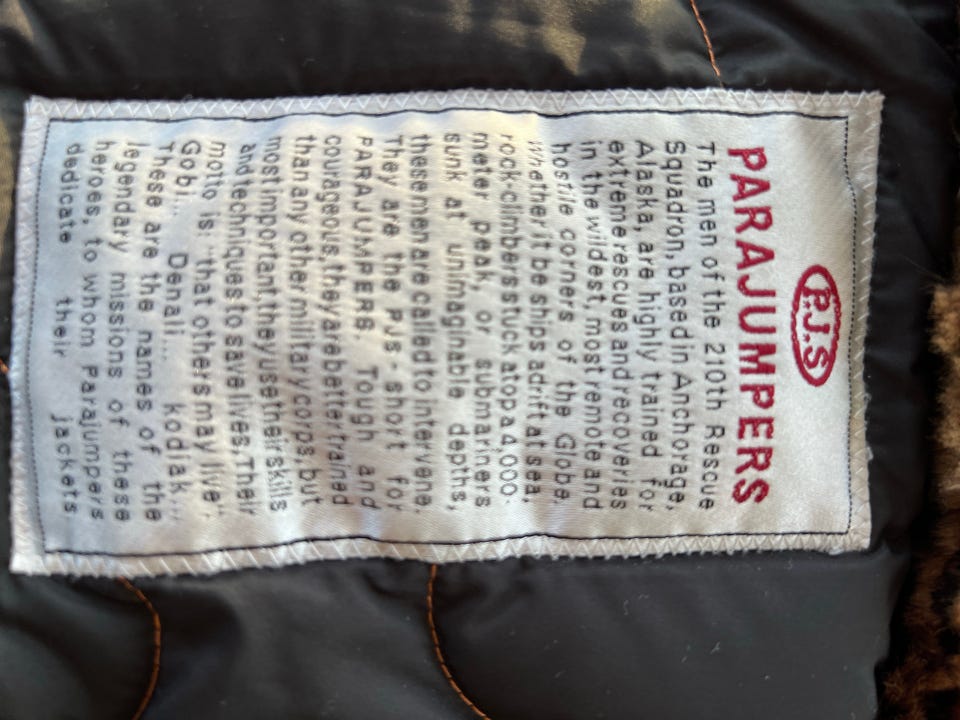 P.J.S
PARAJUMPERS
The men of the 210th Rescue
Squadron, based in Anchorage,
Alaska, are highly trained for
extreme rescues and recoveries
in the wildest, most remote and
hostile corners of the Globe.
Whether it be ships adrift at sea,
rock-climbers stuck atop a 4,000-
meter peak, or submariners
sunk at unimaginable depths,
these men are called to intervene.
They are the PJs - short for
PARAJUMPERS. Tough and
courageous, they are better trained
than any other military corps, but
most important, they use their skills
and techniques to save lives. Their
motto is: "that others may live".
Gobi... Denali... kodiak...
These are the names of the
legendary missions of these
heroes, to whom Parajumpers
dedicate their jackets